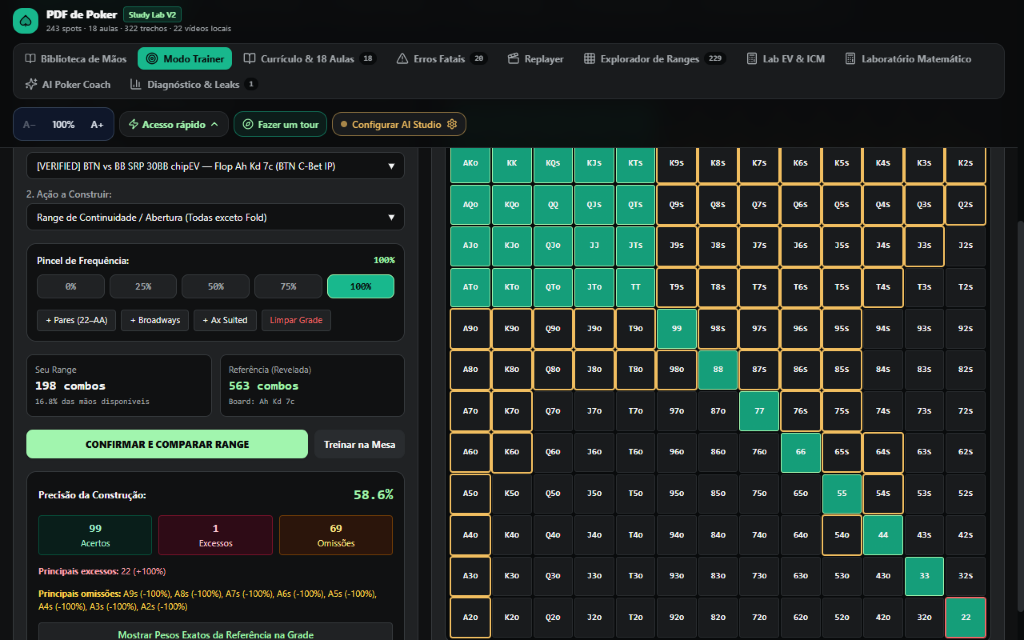 PDF de Poker Study Lab V2
243 spots · 18 aulas · 322 trechos · 22 vídeos locais
Biblioteca de Mãos Modo Trainer Currículo & 18 Aulas 18 Erros Fatais 20 Replayer Explorador de Ranges 229 Lab EV & ICM Laboratório Matemático
AI Poker Coach Diagnóstico & Leaks 1
A− 100% A+ Acesso rápido Fazer um tour Configurar AI Studio
[VERIFIED] BTN vs BB SRP 30BB chipEV — Flop Ah Kd 7c (BTN C-Bet IP)
2. Ação a Construir:
Range de Continuidade / Abertura (Todas exceto Fold)
Pincel de Frequência: 100%
0% 25% 50% 75% 100%
+ Pares (22–AA) + Broadways + Ax Suited Limpar Grade
Seu Range
198 combos
16.8% das mãos disponíveis
Referência (Revelada)
563 combos
Board: Ah Kd 7c
CONFIRMAR E COMPARAR RANGE Treinar na Mesa
Precisão da Construção: 58.6%
99 1 69
Acertos Excessos Omissões
Principais excessos: 22 (+100%)
Principais omissões: A9s (-100%), A8s (-100%), A7s (-100%), A6s (-100%), A5s (-100%),
A4s (-100%), A3s (-100%), A2s (-100%)
Mostrar Pesos Exatos da Referência na Grade
AKo KK KQs KJs KTs K9s K8s K7s K6s K5s K4s K3s K2s
AQo KQo QQ QJs QTs Q9s Q8s Q7s Q6s Q5s Q4s Q3s Q2s
AJo KJo QJo JJ JTs J9s J8s J7s J6s J5s J4s J3s J2s
ATo KTo QTo JTo TT T9s T8s T7s T6s T5s T4s T3s T2s
A9o K9o Q9o J9o T9o 99 98s 97s 96s 95s 94s 93s 92s
A8o K8o Q8o J8o T8o 98o 88 87s 86s 85s 84s 83s 82s
A7o K7o Q7o J7o T7o 97o 87o 77 76s 75s 74s 73s 72s
A6o K6o Q6o J6o T6o 96o 86o 76o 66 65s 64s 63s 62s
A5o K5o Q5o J5o T5o 95o 85o 75o 65o 55 54s 53s 52s
A4o K4o Q4o J4o T4o 94o 84o 74o 64o 54o 44 43s 42s
A3o K3o Q3o J3o T3o 93o 83o 73o 63o 53o 43o 33 32s
A2o K2o Q2o J2o T2o 92o 82o 72o 62o 52o 42o 32o 22